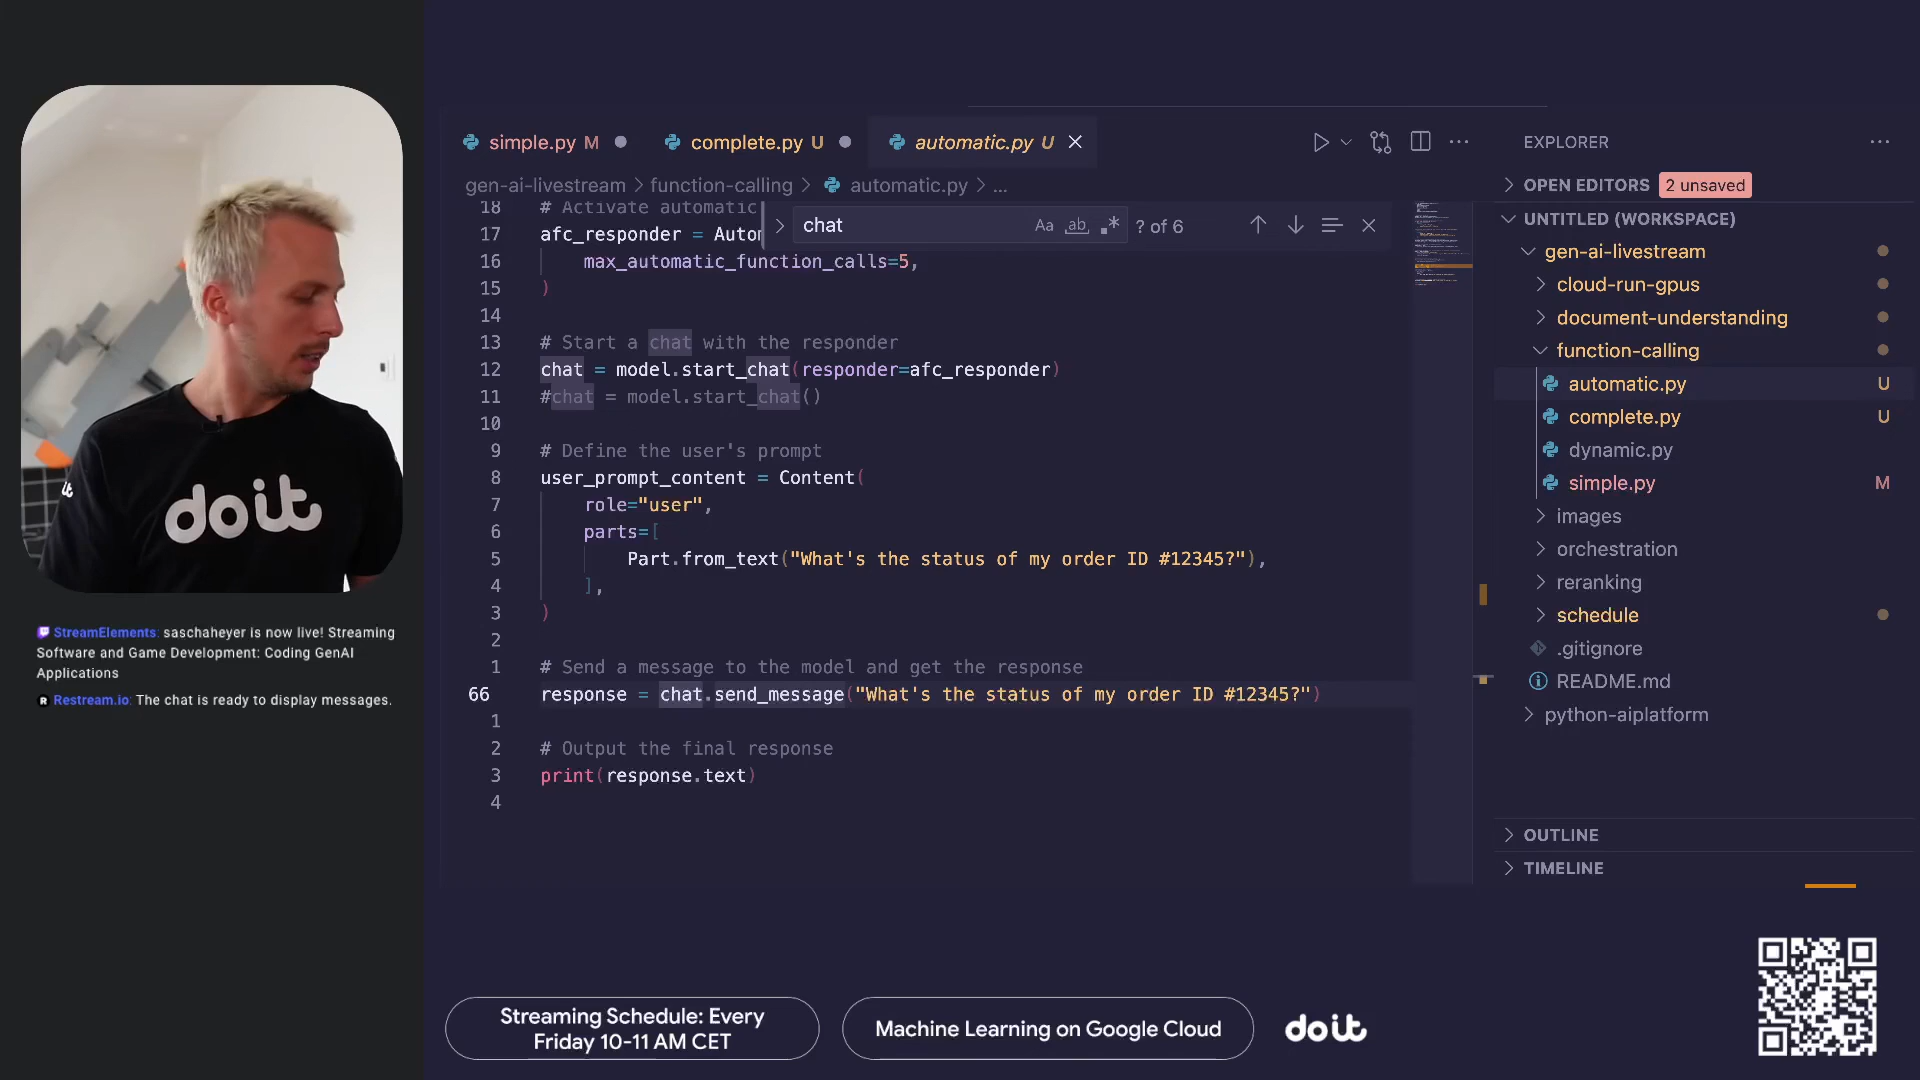 doit
it
StreamElements: saschaheyer is now live! Streaming
Software and Game Development: Coding GenAI
Applications
Restream.io: The chat is ready to display messages.
simple.py M
complete.py U
automatic.py U
gen-ai-livestream > function-calling > automatic.py > ...
chat
Aa ab .* ? of 6
18 # Activate automatic
17 afc_responder = Auto
16 max_automatic_function_calls=5,
15 )
14
13 # Start a chat with the responder
12 chat = model.start_chat(responder=afc_responder)
11 #chat = model.start_chat()
10
9 # Define the user's prompt
8 user_prompt_content = Content(
7 role="user",
6 parts=[
5 Part.from_text("What's the status of my order ID #12345?"),
4 ],
3 )
2
1 # Send a message to the model and get the response
66 response = chat.send_message("What's the status of my order ID #12345?")
1
2 # Output the final response
3 print(response.text)
4
EXPLORER
OPEN EDITORS 2 unsaved
UNTITLED (WORKSPACE)
gen-ai-livestream
cloud-run-gpus
document-understanding
function-calling
automatic.py U
complete.py U
dynamic.py
simple.py M
images
orchestration
reranking
schedule
.gitignore
README.md
python-aiplatform
OUTLINE
TIMELINE
Streaming Schedule: Every
Friday 10-11 AM CET
Machine Learning on Google Cloud
doit